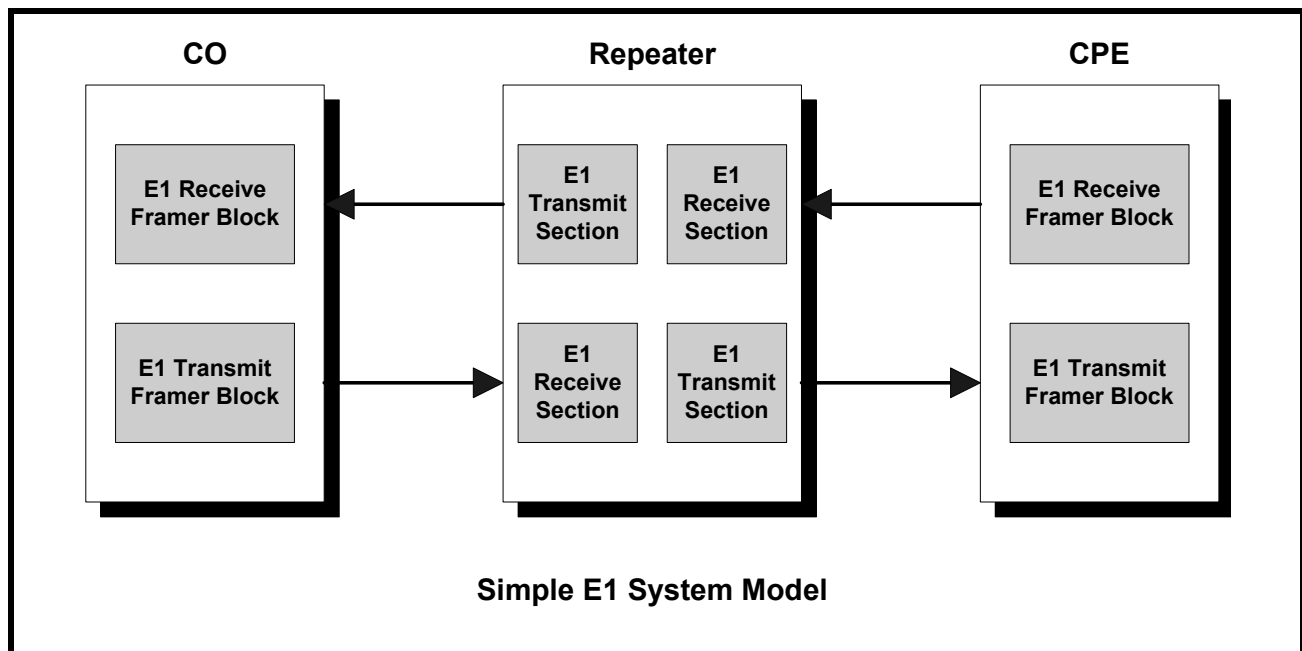 CO
Repeater
CPE
E1 Receive
Framer Block
E1
Transmit
Section
E1
Receive
Section
E1 Receive
Framer Block
E1 Transmit
Framer Block
E1
Receive
Section
E1
Transmit
Section
E1 Transmit
Framer Block
Simple E1 System Model